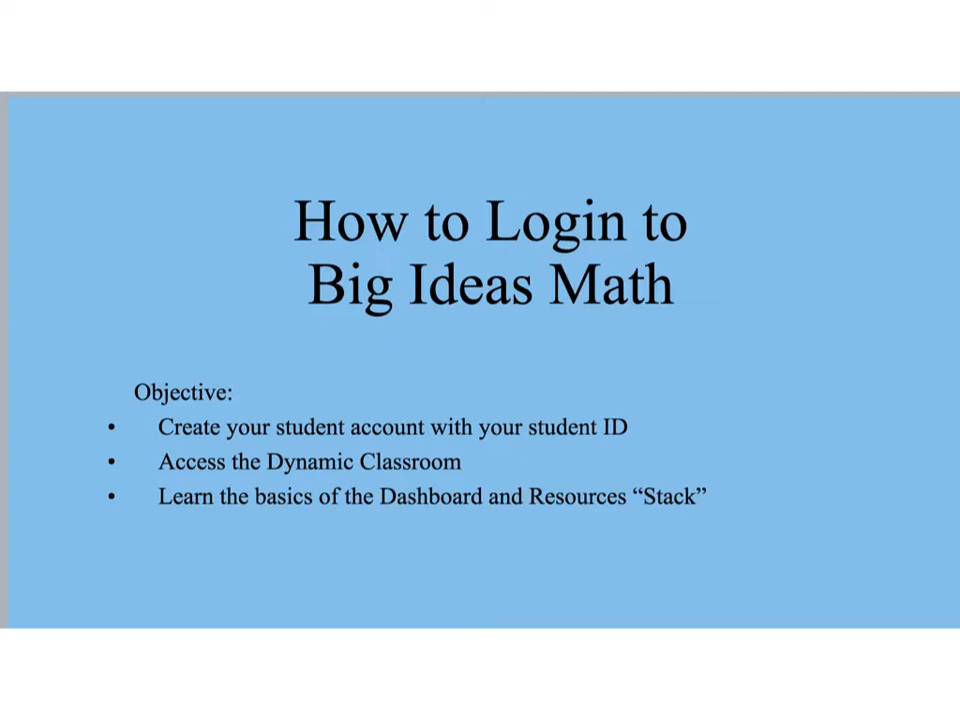 How to Login to
Big Ideas Math
Objective:
• Create your student account with your student ID
• Access the Dynamic Classroom
• Learn the basics of the Dashboard and Resources “Stack”